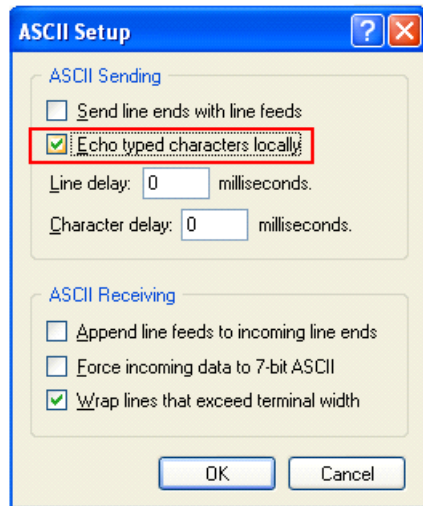 ASCII Setup
ASCII Sending
Send line ends with line feeds
Echo typed characters locally
Line delay: 0 milliseconds.
Character delay: 0 milliseconds.
ASCII Receiving
Append line feeds to incoming line ends
Force incoming data to 7-bit ASCII
Wrap lines that exceed terminal width
OK Cancel